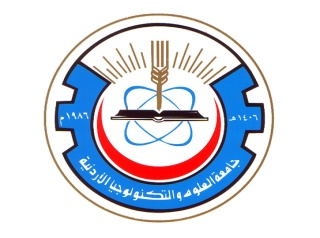 ١٤٠٦هـ
١٩٨٦م
جامعة العلوم والتكنولوجيا الأردنية